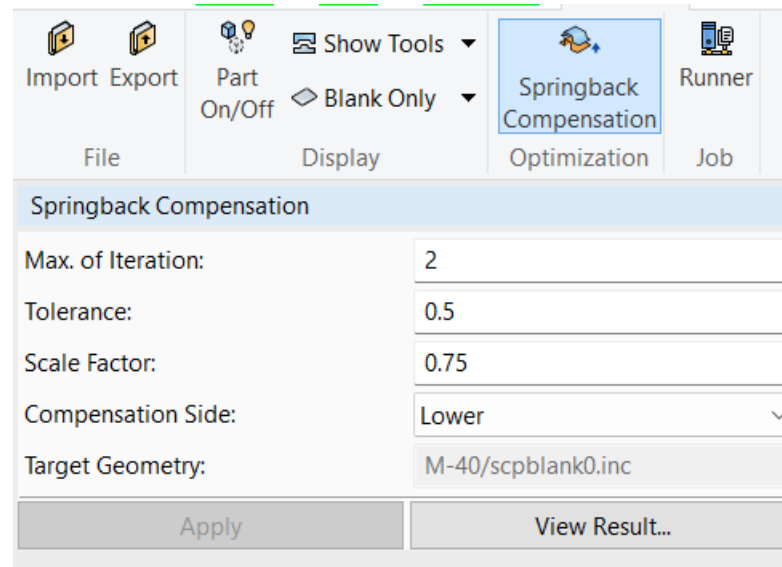 Import Export Part On/Off Show Tools Blank Only Springback Compensation Runner
File Display Optimization Job
Springback Compensation
Max. of Iteration: 2
Tolerance: 0.5
Scale Factor: 0.75
Compensation Side: Lower
Target Geometry: M-40/scpblank0.inc
Apply View Result...